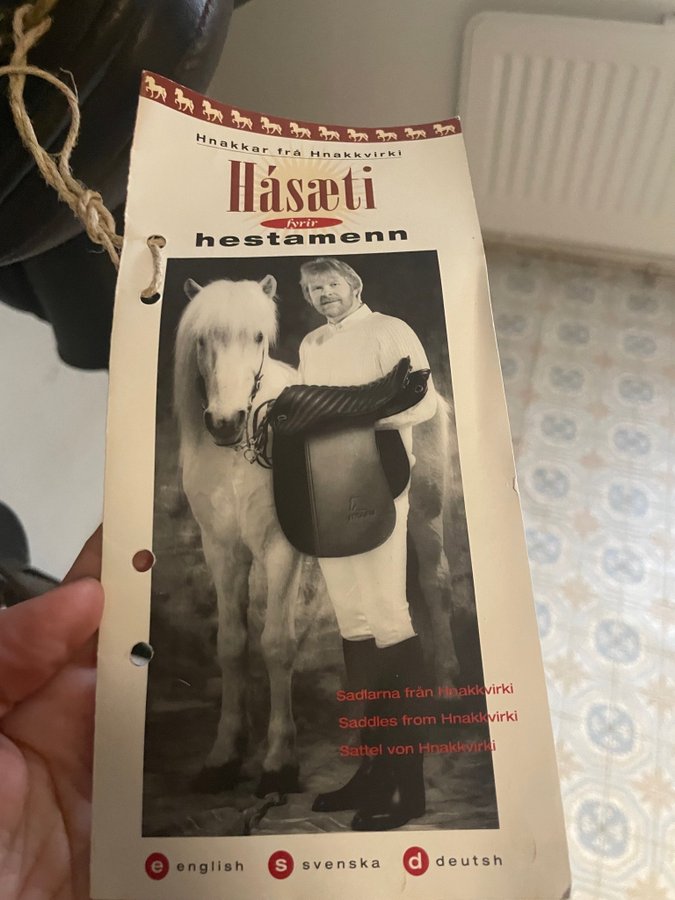 Hnakkar frá Hnakkvirki
Hásæti
fyrir
hestamenn
Sadlarna från Hnakkvirki
Saddles from Hnakkvirki
Sattel von Hnakkvirki
e english s svenska d deutsh